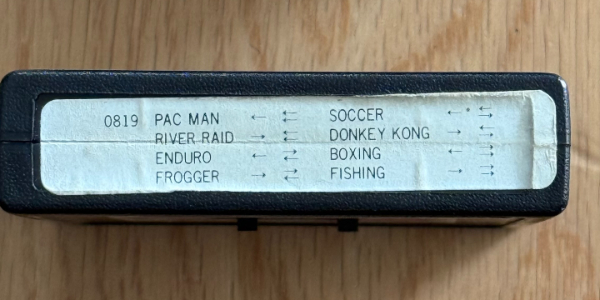 0819 PAC MAN ← ⇇ SOCCER ←• ⇇→
RIVER RAID → ⇇ DONKEY KONG → ⇇→
ENDURO ← ⇄ BOXING ← ⇄→
FROGGER → ⇄ FISHING → ⇄→